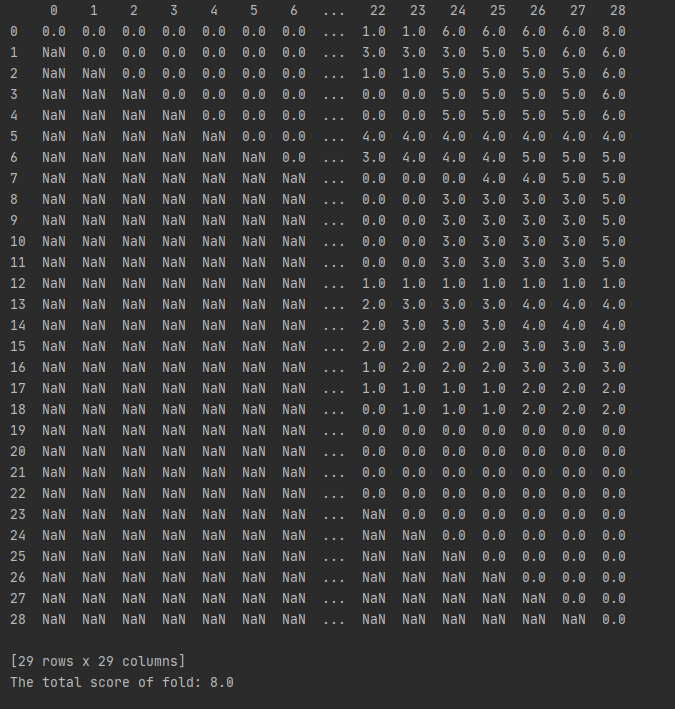 0 1 2 3 4 5 6 ... 22 23 24 25 26 27 28
0 0.0 0.0 0.0 0.0 0.0 0.0 0.0 ... 1.0 1.0 6.0 6.0 6.0 6.0 8.0
1 NaN 0.0 0.0 0.0 0.0 0.0 0.0 ... 3.0 3.0 3.0 5.0 5.0 6.0 6.0
2 NaN NaN 0.0 0.0 0.0 0.0 0.0 ... 1.0 1.0 5.0 5.0 5.0 5.0 6.0
3 NaN NaN NaN 0.0 0.0 0.0 0.0 ... 0.0 0.0 5.0 5.0 5.0 5.0 6.0
4 NaN NaN NaN NaN 0.0 0.0 0.0 ... 0.0 0.0 5.0 5.0 5.0 5.0 6.0
5 NaN NaN NaN NaN NaN 0.0 0.0 ... 4.0 4.0 4.0 4.0 4.0 4.0 4.0
6 NaN NaN NaN NaN NaN NaN 0.0 ... 3.0 4.0 4.0 4.0 5.0 5.0 5.0
7 NaN NaN NaN NaN NaN NaN NaN ... 0.0 0.0 0.0 4.0 4.0 5.0 5.0
8 NaN NaN NaN NaN NaN NaN NaN ... 0.0 0.0 3.0 3.0 3.0 3.0 5.0
9 NaN NaN NaN NaN NaN NaN NaN ... 0.0 0.0 3.0 3.0 3.0 3.0 5.0
10 NaN NaN NaN NaN NaN NaN NaN ... 0.0 0.0 3.0 3.0 3.0 3.0 5.0
11 NaN NaN NaN NaN NaN NaN NaN ... 0.0 0.0 3.0 3.0 3.0 3.0 5.0
12 NaN NaN NaN NaN NaN NaN NaN ... 1.0 1.0 1.0 1.0 1.0 1.0 1.0
13 NaN NaN NaN NaN NaN NaN NaN ... 2.0 3.0 3.0 3.0 4.0 4.0 4.0
14 NaN NaN NaN NaN NaN NaN NaN ... 2.0 3.0 3.0 3.0 4.0 4.0 4.0
15 NaN NaN NaN NaN NaN NaN NaN ... 2.0 2.0 2.0 2.0 3.0 3.0 3.0
16 NaN NaN NaN NaN NaN NaN NaN ... 1.0 2.0 2.0 2.0 3.0 3.0 3.0
17 NaN NaN NaN NaN NaN NaN NaN ... 1.0 1.0 1.0 1.0 2.0 2.0 2.0
18 NaN NaN NaN NaN NaN NaN NaN ... 0.0 1.0 1.0 1.0 2.0 2.0 2.0
19 NaN NaN NaN NaN NaN NaN NaN ... 0.0 0.0 0.0 0.0 0.0 0.0 0.0
20 NaN NaN NaN NaN NaN NaN NaN ... 0.0 0.0 0.0 0.0 0.0 0.0 0.0
21 NaN NaN NaN NaN NaN NaN NaN ... 0.0 0.0 0.0 0.0 0.0 0.0 0.0
22 NaN NaN NaN NaN NaN NaN NaN ... 0.0 0.0 0.0 0.0 0.0 0.0 0.0
23 NaN NaN NaN NaN NaN NaN NaN ... NaN 0.0 0.0 0.0 0.0 0.0 0.0
24 NaN NaN NaN NaN NaN NaN NaN ... NaN NaN 0.0 0.0 0.0 0.0 0.0
25 NaN NaN NaN NaN NaN NaN NaN ... NaN NaN NaN 0.0 0.0 0.0 0.0
26 NaN NaN NaN NaN NaN NaN NaN ... NaN NaN NaN NaN 0.0 0.0 0.0
27 NaN NaN NaN NaN NaN NaN NaN ... NaN NaN NaN NaN NaN 0.0 0.0
28 NaN NaN NaN NaN NaN NaN NaN ... NaN NaN NaN NaN NaN NaN 0.0
[29 rows x 29 columns]
The total score of fold: 8.0